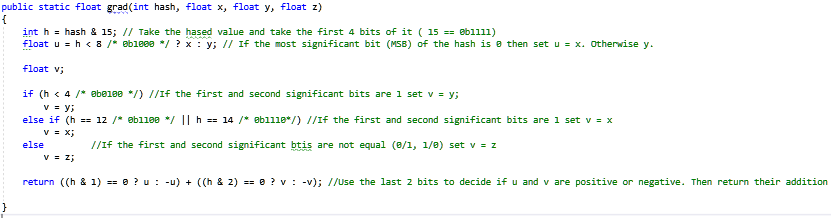 public static float grad(int hash, float x, float y, float z)
{
int h = hash & 15; // Take the hased value and take the first 4 bits of it ( 15 == 0b1111)
float u = h < 8 /* 0b1000 */ ? x : y; // If the most significant bit (MSB) of the hash is 0 then set u = x. Otherwise y.
float v;
if (h < 4 /* 0b0100 */) //If the first and second significant bits are 1 set v = y;
v = y;
else if (h == 12 /* 0b1100 */ || h == 14 /* 0b1110*/) //If the first and second significant bits are 1 set v = x
v = x;
else //If the first and second significant btis are not equal (0/1, 1/0) set v = z
v = z;
return ((h & 1) == 0 ? u : -u) + ((h & 2) == 0 ? v : -v); //Use the last 2 bits to decide if u and v are positive or negative. Then return their addition
}